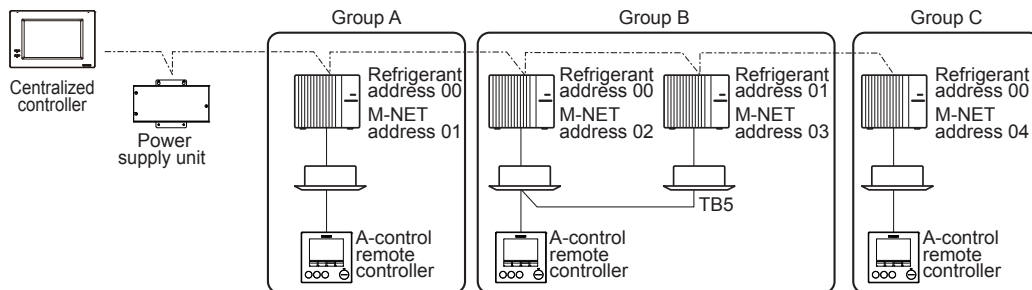 Group A
Group B
Group C
Centralized
controller
Power
supply unit
Refrigerant
address 00
M-NET
address 01
Refrigerant
address 00
M-NET
address 02
Refrigerant
address 01
M-NET
address 03
Refrigerant
address 00
M-NET
address 04
TB5
A-control
remote
controller
A-control
remote
controller
A-control
remote
controller